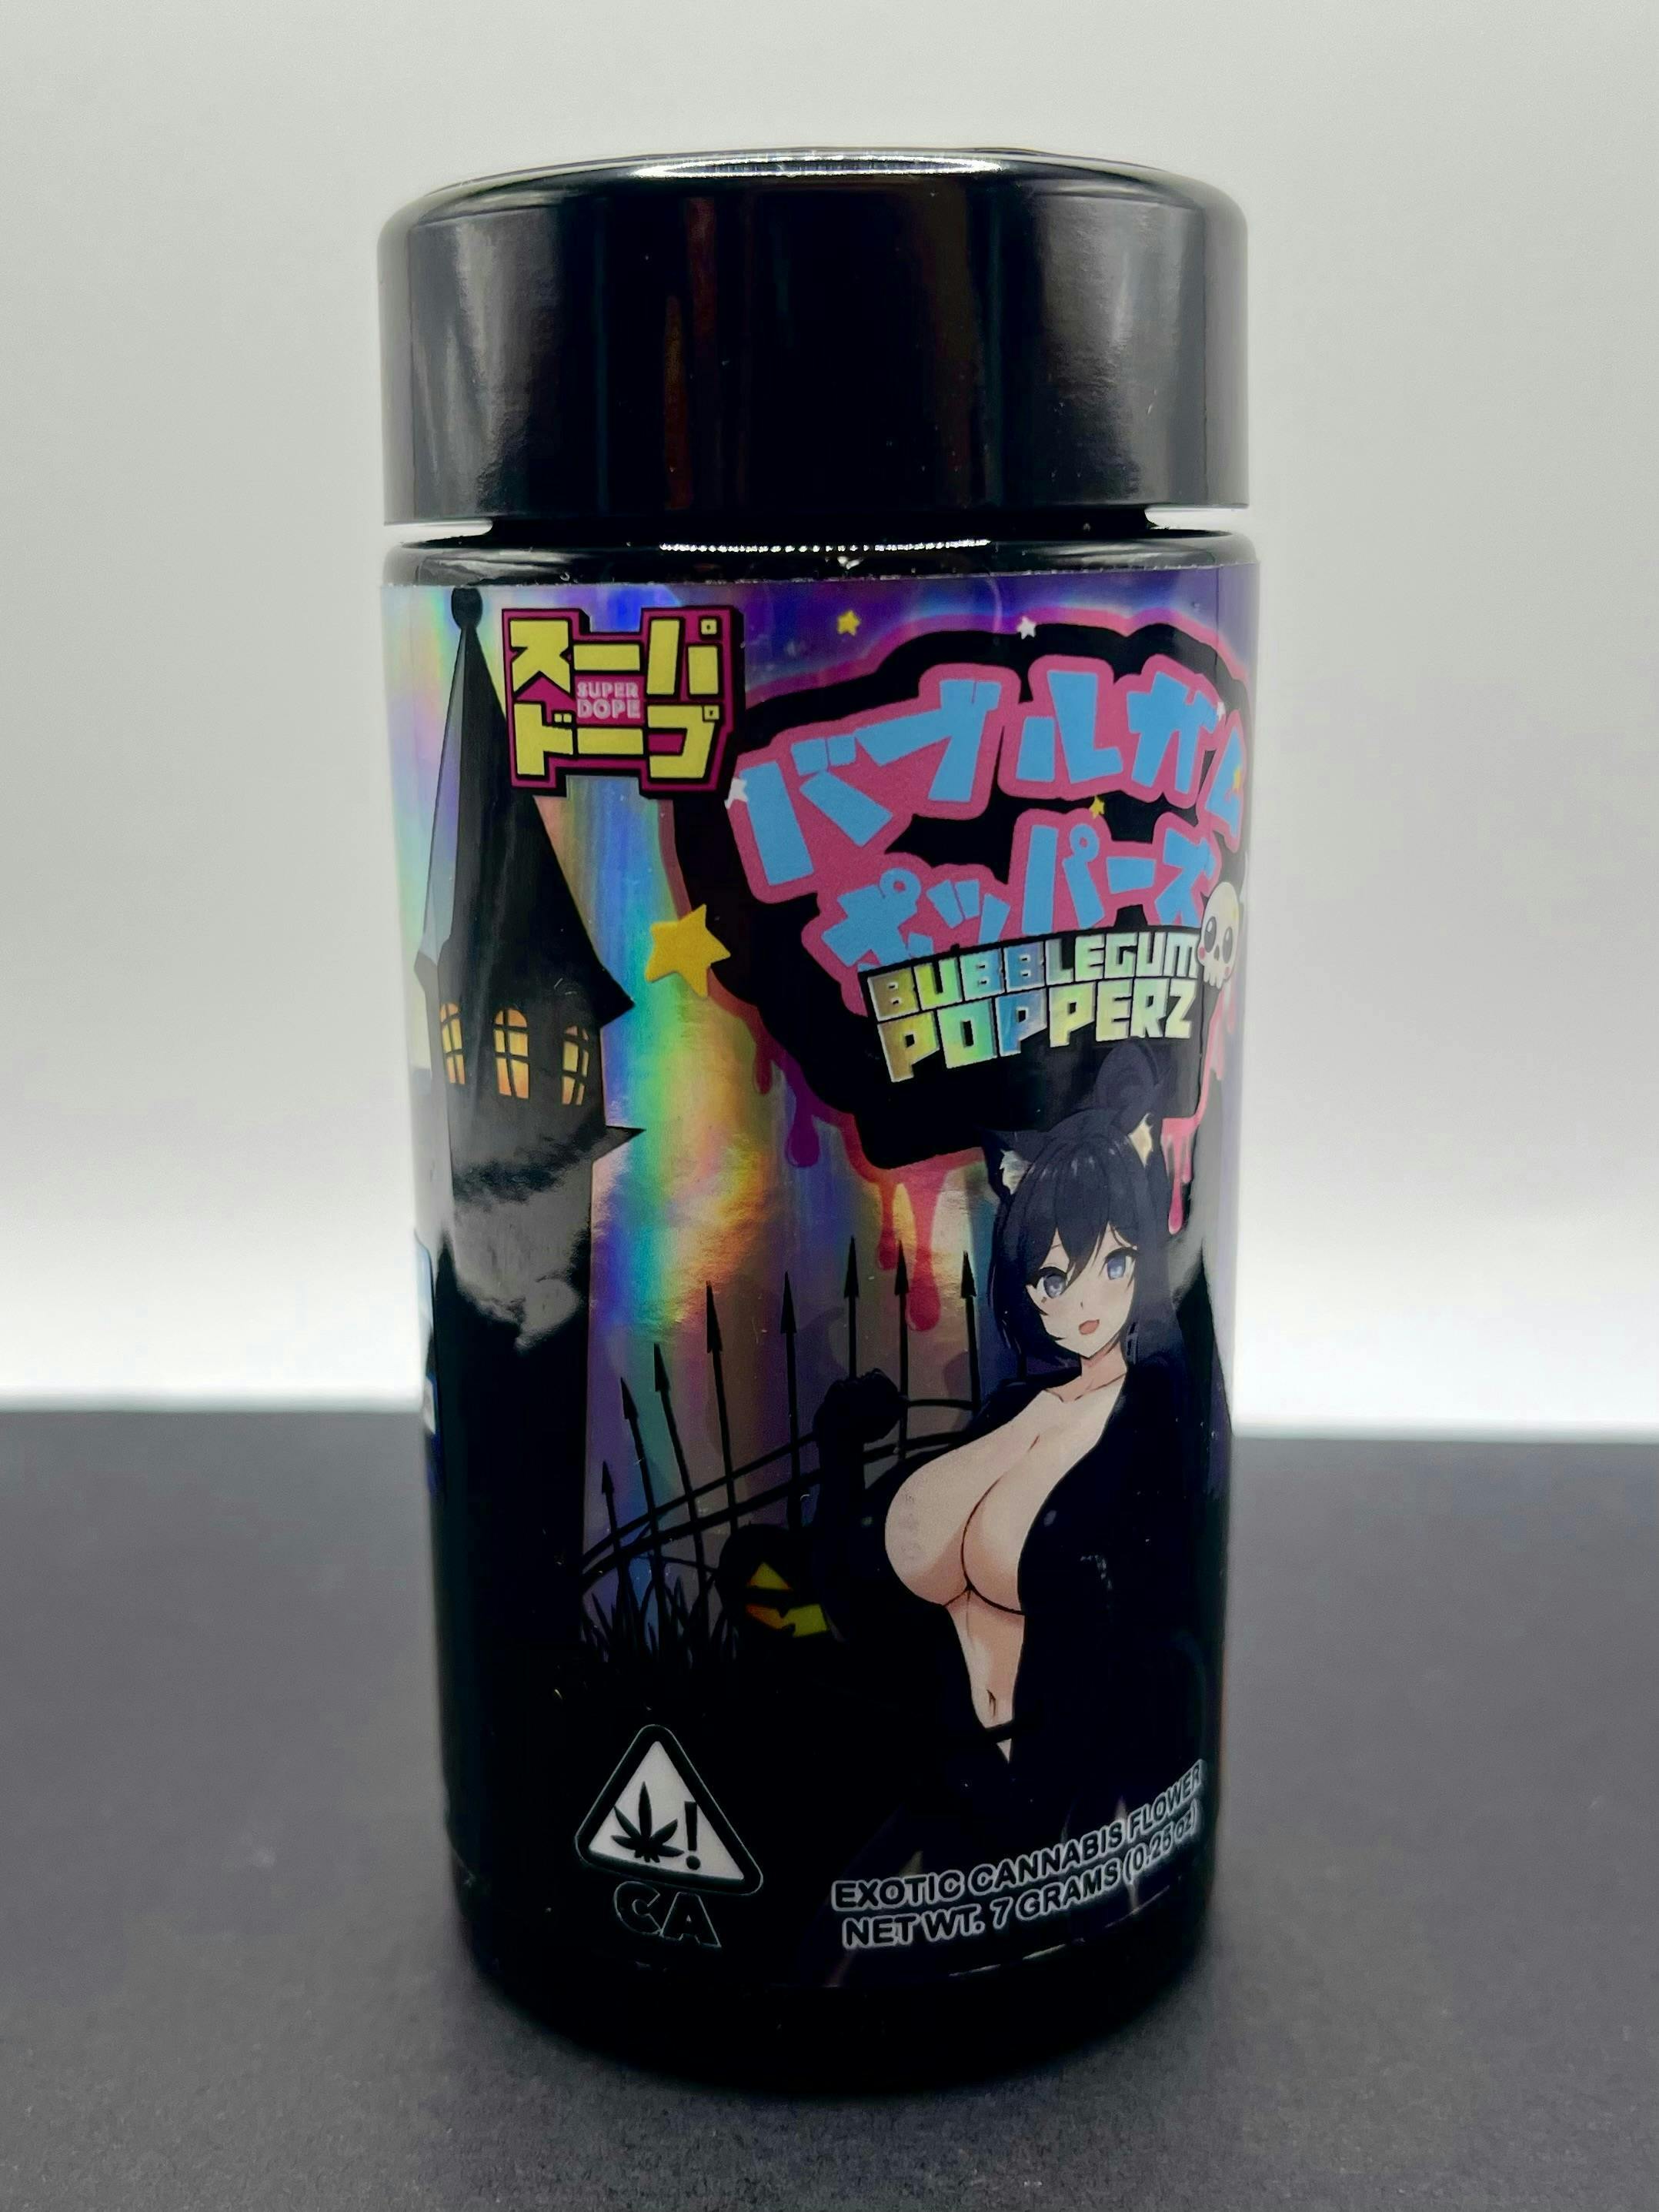 スーパー
SUPER
DOPE
ドープ
バブルガム
ポッパーズ
BUBBLEGUM
POPPERZ
CA
EXOTIC CANNABIS FLOWER
NET WT. 7 GRAMS (0.25 oz)